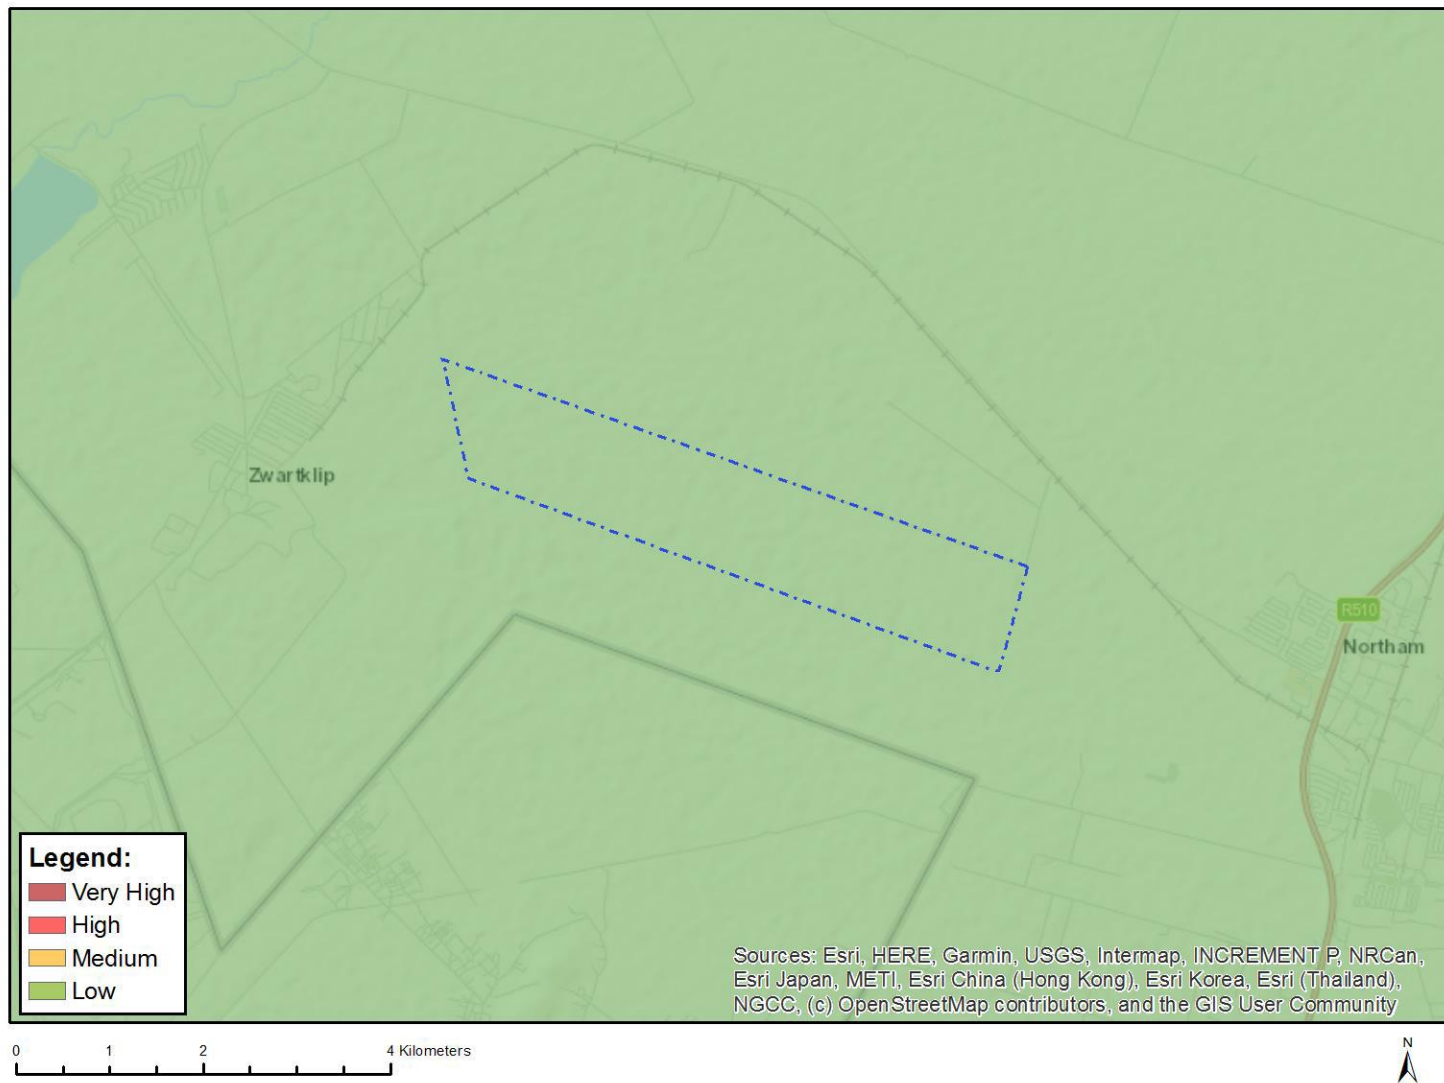 Zwartklip
R510
Northam
Legend:
Very High
High
Medium
Low
Sources: Esri, HERE, Garmin, USGS, Intermap, INCREMENT P, NRCan,
Esri Japan, METI, Esri China (Hong Kong), Esri Korea, Esri (Thailand),
NGCC, (c) OpenStreetMap contributors, and the GIS User Community
0 1 2 4 Kilometers
N